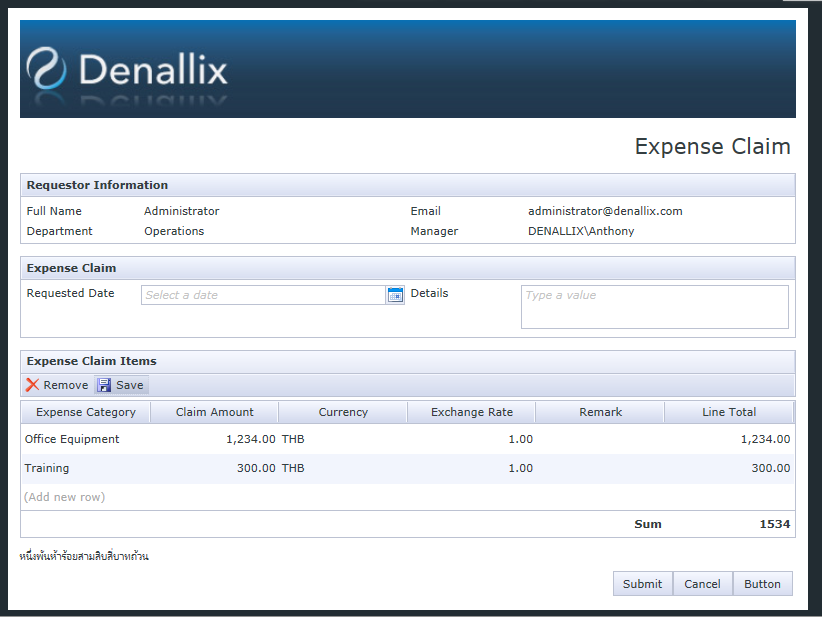 Denallix
Expense Claim
Requestor Information
Full Name Administrator Email administrator@denallix.com
Department Operations Manager DENALLIX\Anthony
Expense Claim
Requested Date Select a date Details Type a value
Expense Claim Items
Remove Save
Expense Category Claim Amount Currency Exchange Rate Remark Line Total
Office Equipment 1,234.00 THB 1.00 1,234.00
Training 300.00 THB 1.00 300.00
(Add new row)
Sum 1534
หนึ่งพันห้าร้อยสามสิบสี่บาทถ้วน
Submit Cancel Button